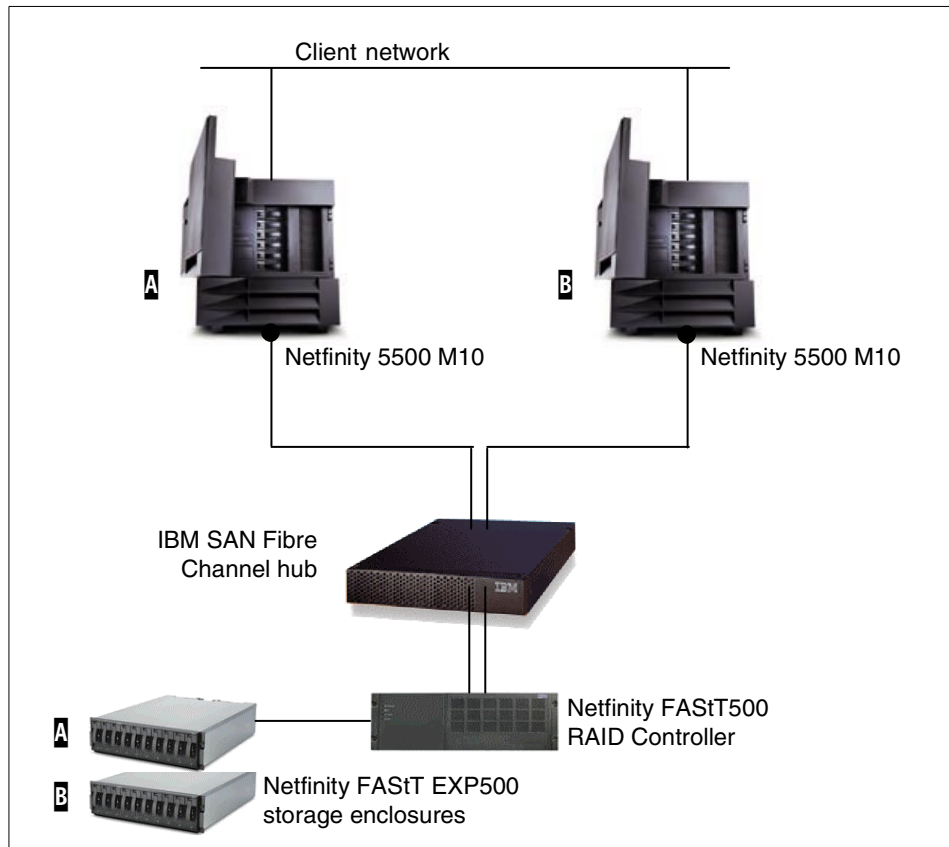 Client network
A
B
Netfinity 5500 M10
Netfinity 5500 M10
IBM SAN Fibre
Channel hub
IBM
Netfinity FAStT500
RAID Controller
A
B
Netfinity FAStT EXP500
storage enclosures